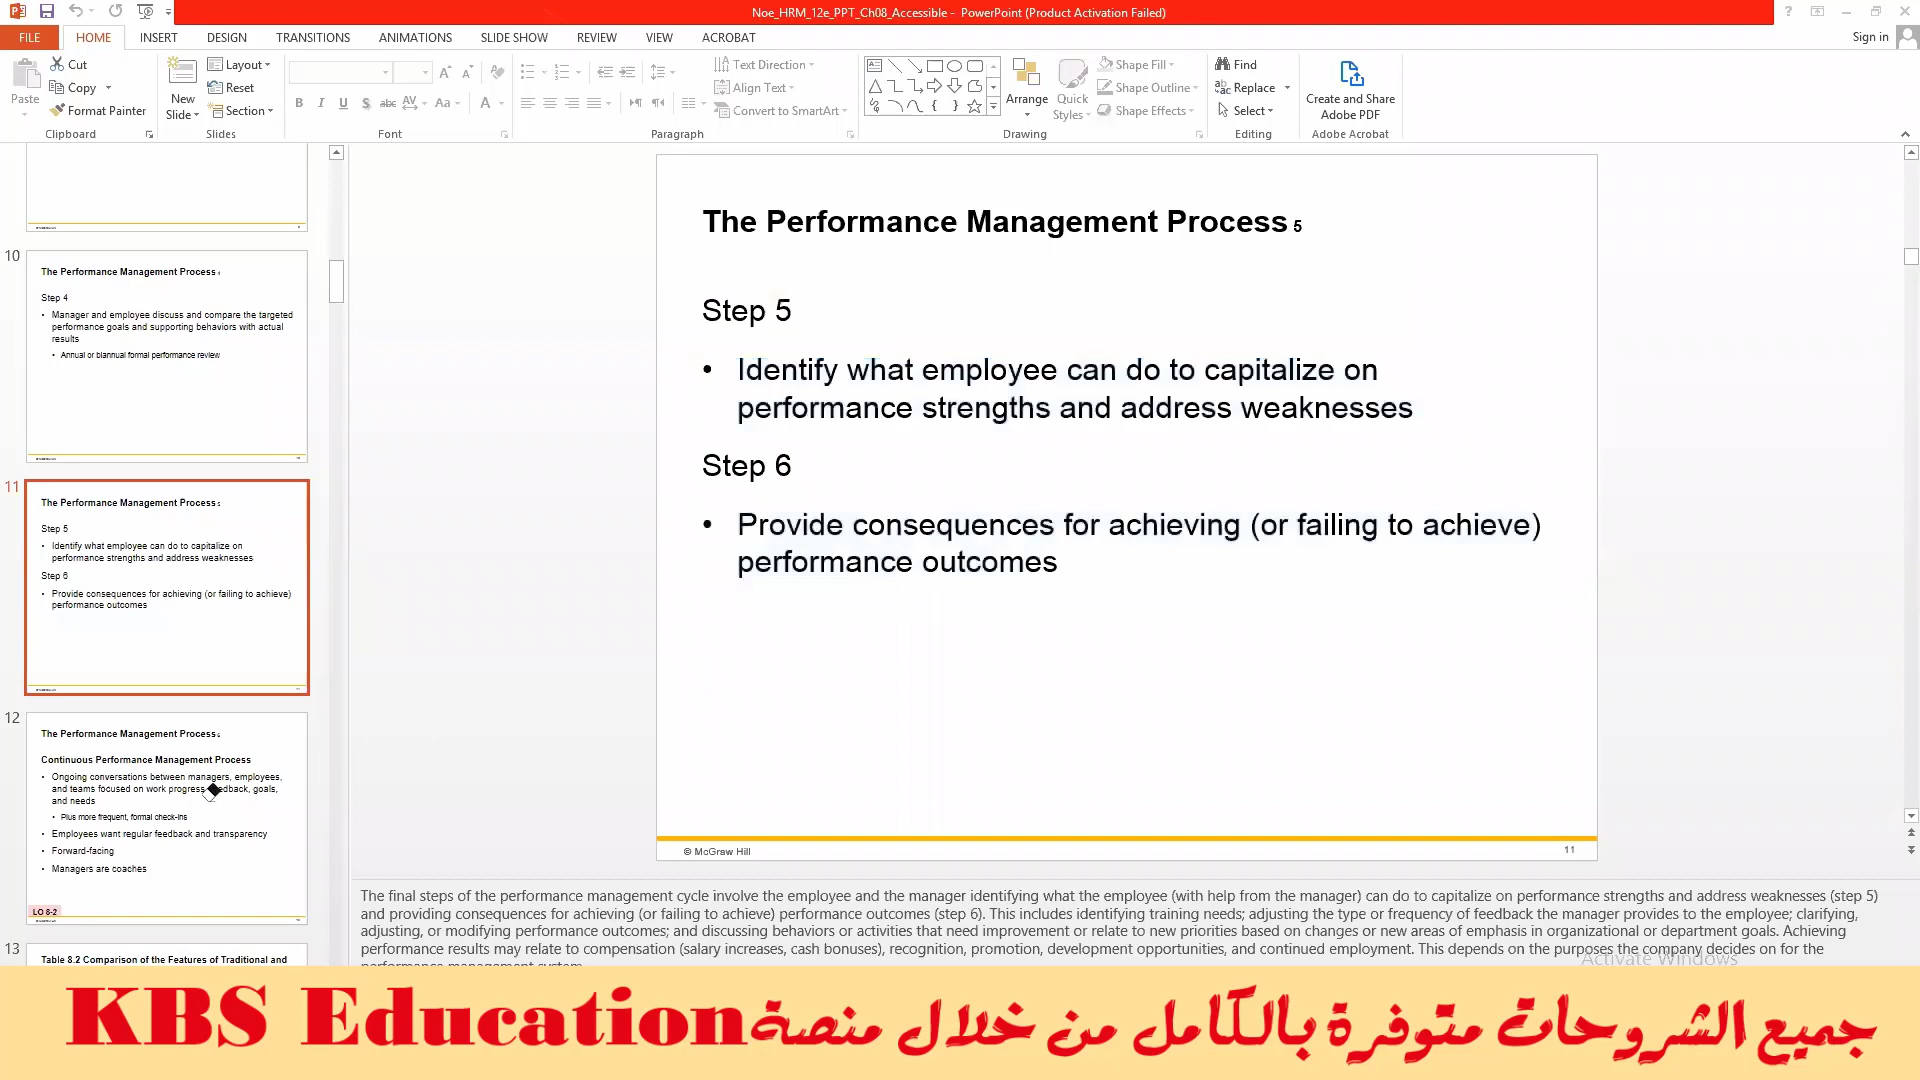 Noe_HRM_12e_PPT_Ch08_Accessible - PowerPoint (Product Activation Failed)
FILE HOME INSERT DESIGN TRANSITIONS ANIMATIONS SLIDE SHOW REVIEW VIEW ACROBAT Sign in
Paste
Cut
Copy
Format Painter
Clipboard
New Slide
Layout
Reset
Section
Slides
Font
Text Direction
Align Text
Convert to SmartArt
Paragraph
Arrange
Quick Styles
Shape Fill
Shape Outline
Shape Effects
Drawing
Find
Replace
Select
Editing
Create and Share
Adobe PDF
Adobe Acrobat
10
The Performance Management Process 4
Step 4
• Manager and employee discuss and compare the targeted
performance goals and supporting behaviors with actual
results
• Annual or biannual formal performance review
11
The Performance Management Process 5
Step 5
• Identify what employee can do to capitalize on
performance strengths and address weaknesses
Step 6
• Provide consequences for achieving (or failing to achieve)
performance outcomes
12
The Performance Management Process 6
Continuous Performance Management Process
• Ongoing conversations between managers, employees,
and teams focused on work progress, goals,
and needs
• Plus more frequent, formal check-ins
• Employees want regular feedback and transparency
• Forward-facing
• Managers are coaches
LO 8-2
13
Table 8.2 Comparison of the Features of Traditional and
The Performance Management Process 5
Step 5
• Identify what employee can do to capitalize on
performance strengths and address weaknesses
Step 6
• Provide consequences for achieving (or failing to achieve)
performance outcomes
© McGraw Hill
11
The final steps of the performance management cycle involve the employee and the manager identifying what the employee (with help from the manager) can do to capitalize on performance strengths and address weaknesses (step 5)
and providing consequences for achieving (or failing to achieve) performance outcomes (step 6). This includes identifying training needs; adjusting the type or frequency of feedback the manager provides to the employee; clarifying,
adjusting, or modifying performance outcomes; and discussing behaviors or activities that need improvement or relate to new priorities based on changes or new areas of emphasis in organizational or department goals. Achieving
performance results may relate to compensation (salary increases, cash bonuses), recognition, promotion, development opportunities, and continued employment. This depends on the purposes the company decides on for the
Activate Windows
جميع الشروحات متوفرة بالكامل من خلال منصة KBS Education